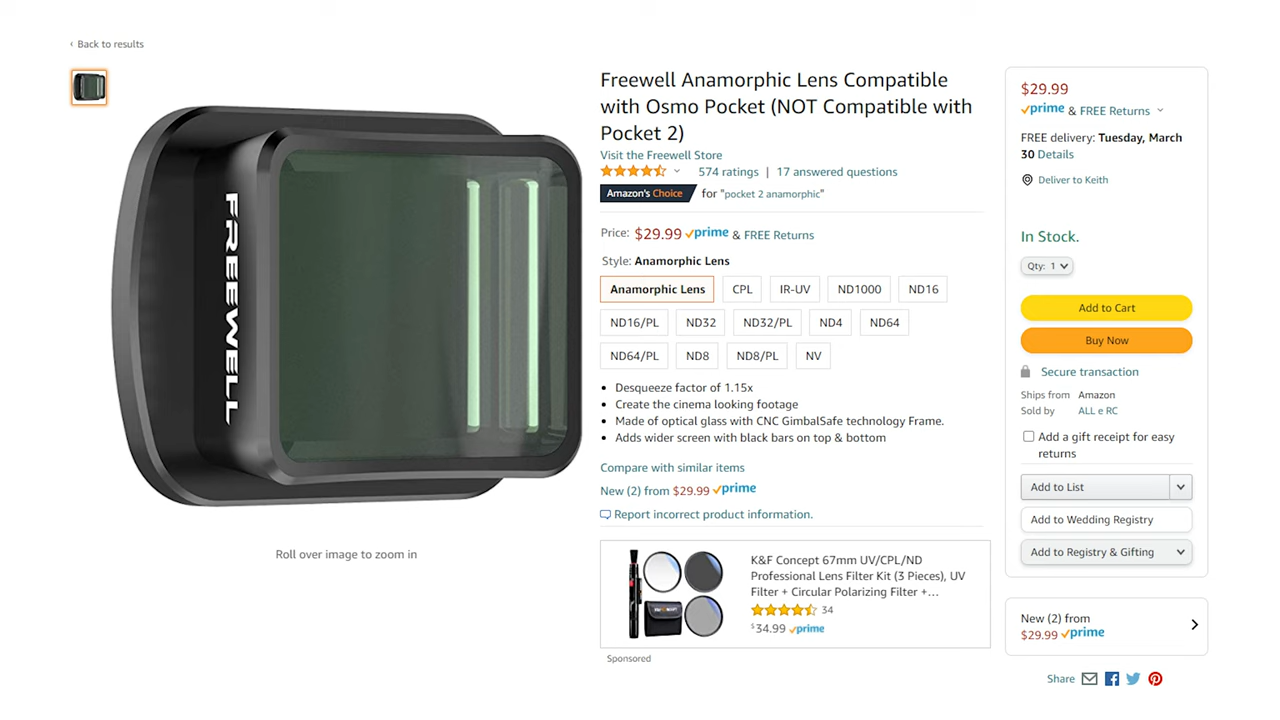 ‹ Back to results
FREEWELL
Roll over image to zoom in
Freewell Anamorphic Lens Compatible
with Osmo Pocket (NOT Compatible with
Pocket 2)
Visit the Freewell Store
574 ratings | 17 answered questions
Amazon's Choice for "pocket 2 anamorphic"
Price: $29.99 prime & FREE Returns
Style: Anamorphic Lens
Anamorphic Lens CPL IR-UV ND1000 ND16
ND16/PL ND32 ND32/PL ND4 ND64
ND64/PL ND8 ND8/PL NV
• Desqueeze factor of 1.15x
• Create the cinema looking footage
• Made of optical glass with CNC GimbalSafe technology Frame.
• Adds wider screen with black bars on top & bottom
Compare with similar items
New (2) from $29.99 prime
Report incorrect product information.
K&F Concept 67mm UV/CPL/ND
Professional Lens Filter Kit (3 Pieces), UV
Filter + Circular Polarizing Filter +…
34
$34.99 prime
Sponsored
$29.99
prime & FREE Returns
FREE delivery: Tuesday, March
30 Details
Deliver to Keith
In Stock.
Qty: 1
Add to Cart
Buy Now
Secure transaction
Ships from Amazon
Sold by ALL e RC
Add a gift receipt for easy
returns
Add to List
Add to Wedding Registry
Add to Registry & Gifting
New (2) from
$29.99 prime
Share